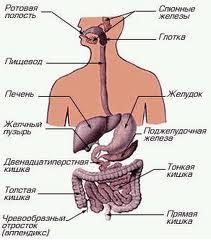 Ротовая
полость
Слюнные
железы
Глотка
Пищевод
Печень
Желудок
Желчный
пузырь
Поджелудочная
железа
Двенадцатиперстная
кишка
Тонкая
кишка
Толстая
кишка
Червеобразный
отросток
(аппендикс)
Прямая
кишка